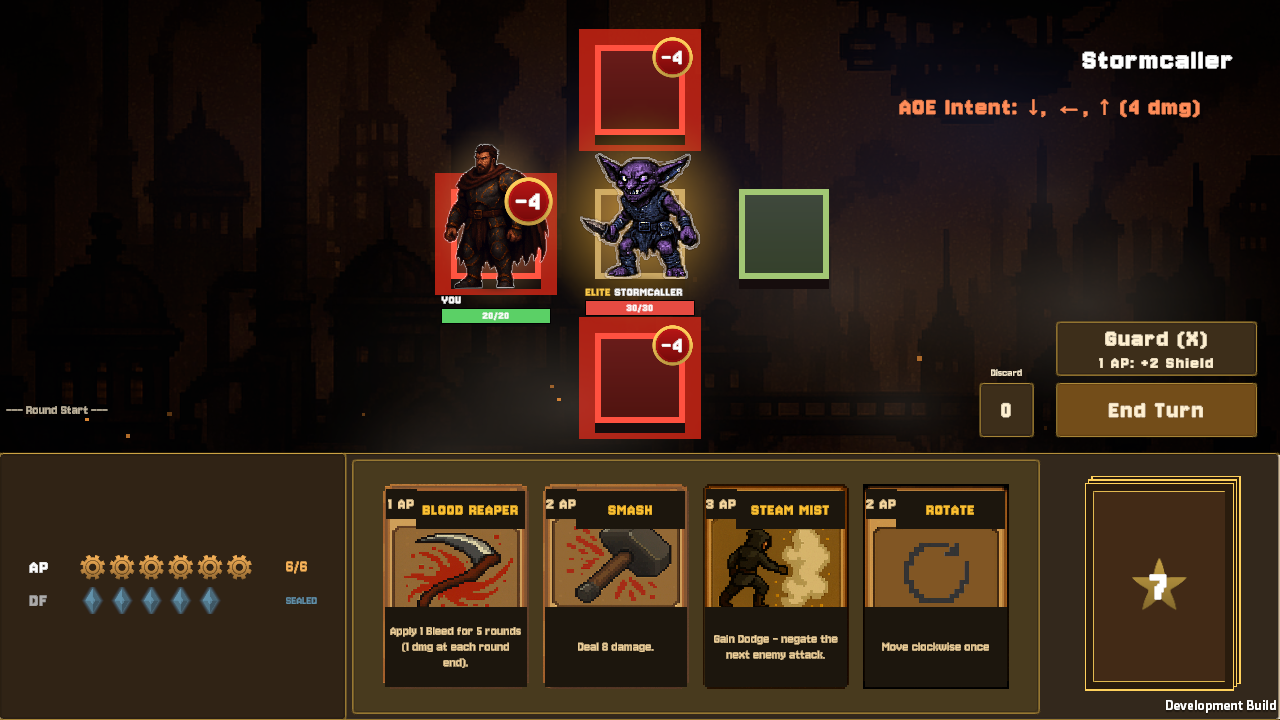 Stormcaller
AOE Intent: ↓, ←, ↑ (4 dmg)
-4
-4
YOU
20/20
ELITE STORMCALLER
30/30
-4
--- Round Start ---
Discard
0
Guard (X)
1 AP: +2 Shield
End Turn
AP
6/6
DF
SEALED
1 AP
BLOOD REAPER
Apply 1 Bleed for 5 rounds
(1 dmg at each round
end).
2 AP
SMASH
Deal 8 damage.
3 AP
STEAM MIST
Gain Dodge - negate the
next enemy attack.
2 AP
ROTATE
Move clockwise once
7
Development Build